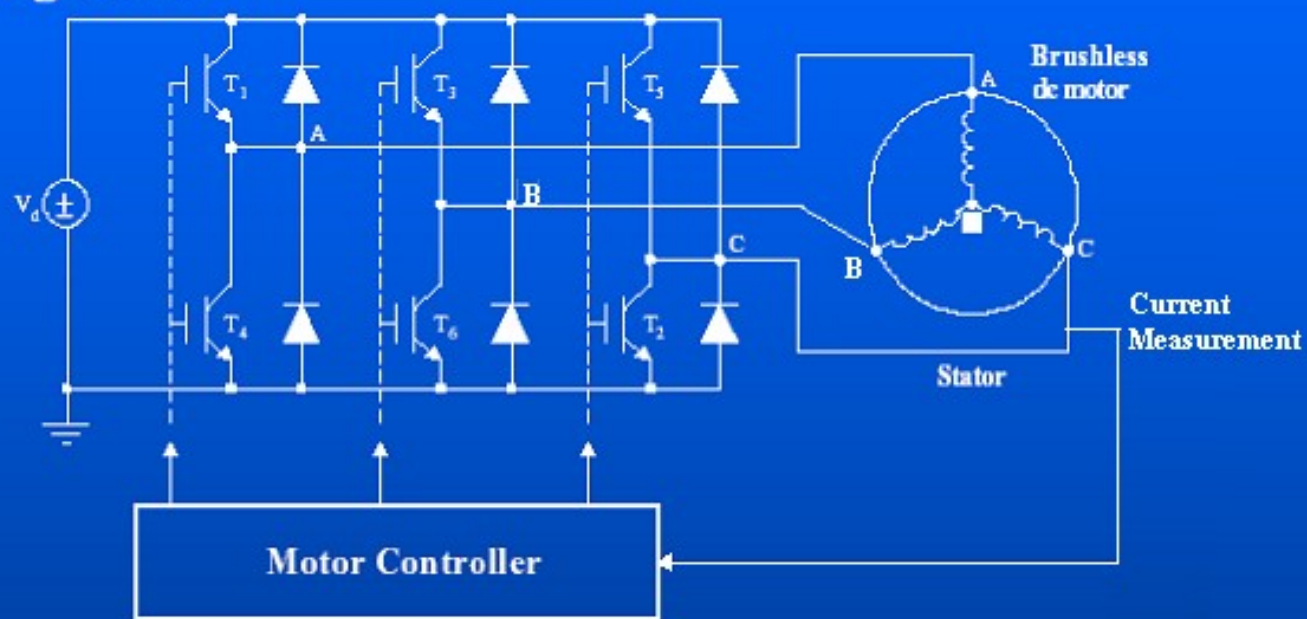 Brushless
dc motor
A
T1
T3
T5
A
Vd
±
B
C
B
C
T4
T6
T2
Current
Measurement
Stator
Motor Controller